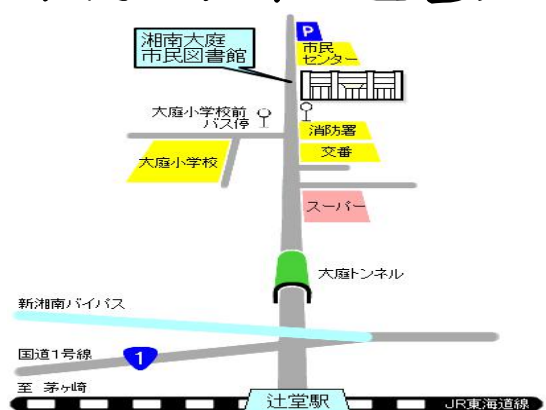 P
湘南大庭
市民図書館
市民
センター
大庭小学校前
バス停
消防署
交番
大庭小学校
スーパー
大庭トンネル
新湘南バイパス
国道1号線
1
至 茅ヶ崎
辻堂駅
JR東海道線